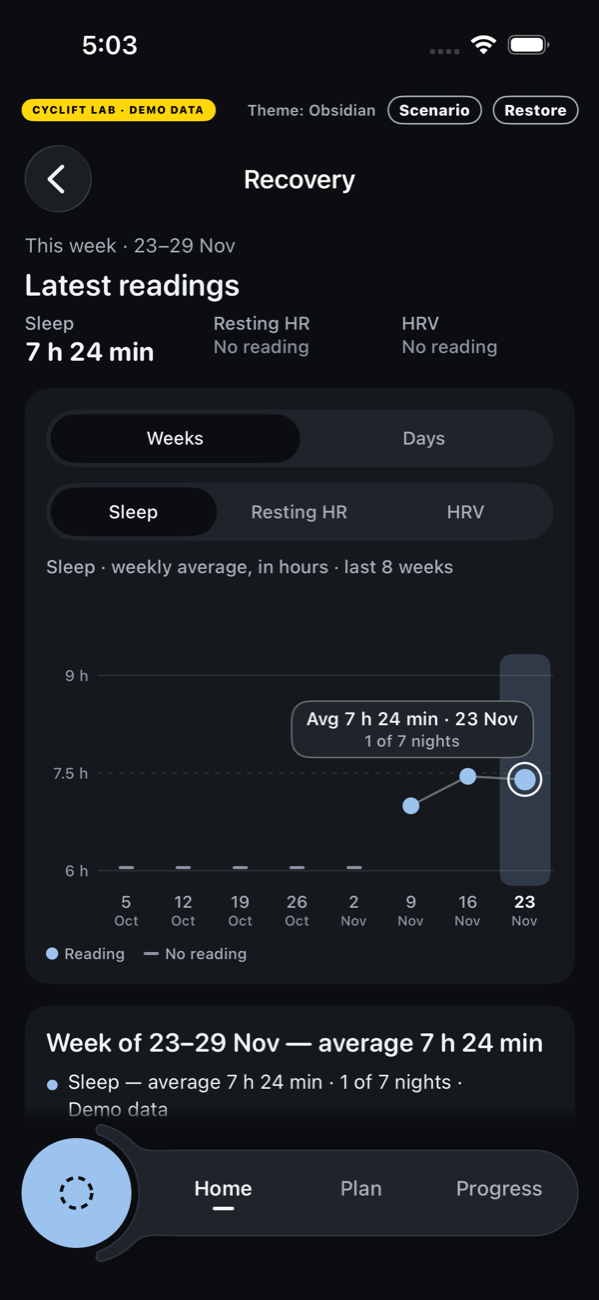 5:03
CYCLIFT LAB · DEMO DATA
Theme: Obsidian
Scenario
Restore
Recovery
This week · 23–29 Nov
Latest readings
Sleep
7 h 24 min
Resting HR
No reading
HRV
No reading
Weeks
Days
Sleep
Resting HR
HRV
Sleep · weekly average, in hours · last 8 weeks
9 h
Avg 7 h 24 min · 23 Nov
1 of 7 nights
7.5 h
6 h
5
Oct
12
Oct
19
Oct
26
Oct
2
Nov
9
Nov
16
Nov
23
Nov
Reading
No reading
Week of 23–29 Nov — average 7 h 24 min
Sleep — average 7 h 24 min · 1 of 7 nights ·
Demo data
Home
Plan
Progress